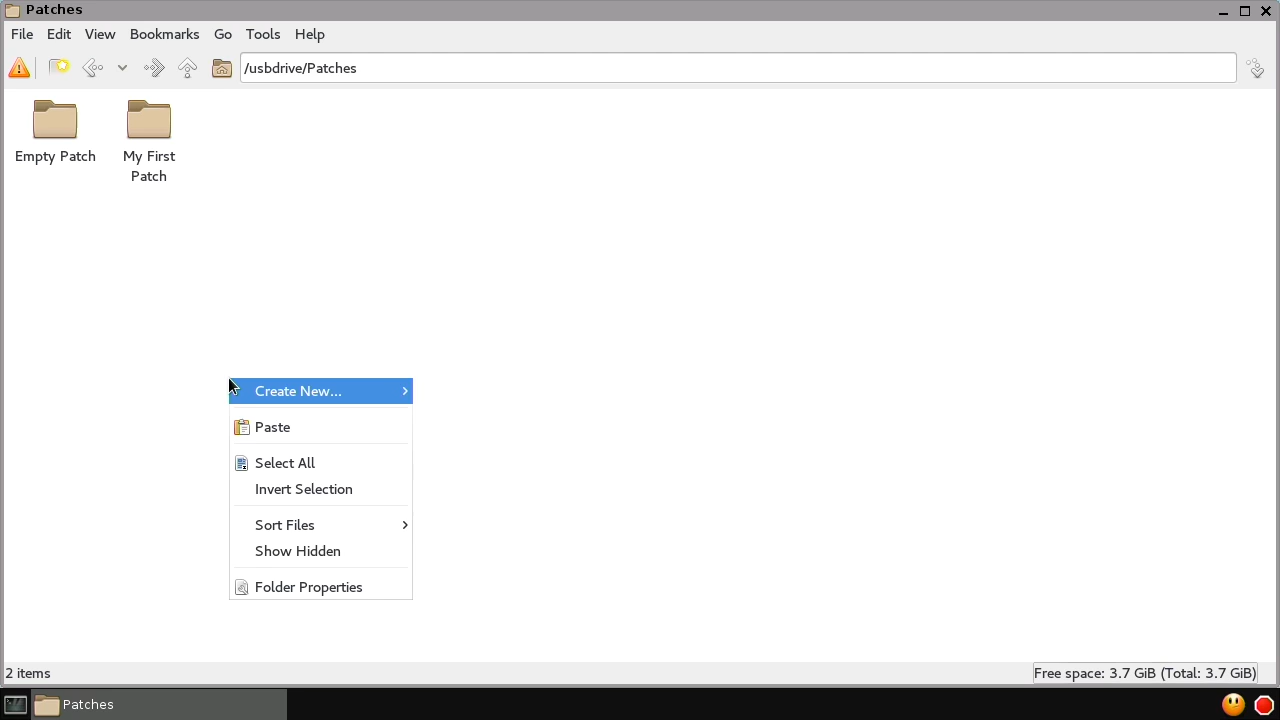 Patches
File Edit View Bookmarks Go Tools Help
/usbdrive/Patches
Empty Patch
My First
Patch
Create New...
Paste
Select All
Invert Selection
Sort Files
Show Hidden
Folder Properties
2 items
Free space: 3.7 GiB (Total: 3.7 GiB)
Patches